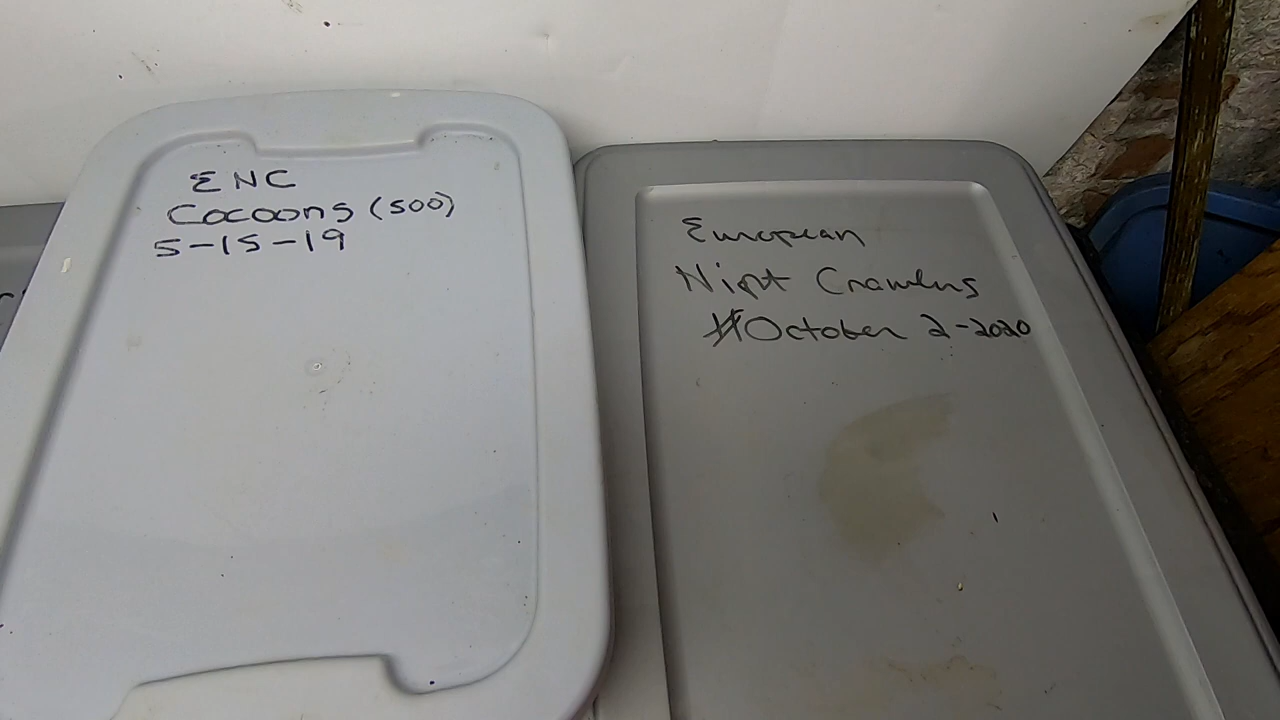 ENC
Cocoons (500)
5-15-19
European
Night Crawlers
October 2-2020